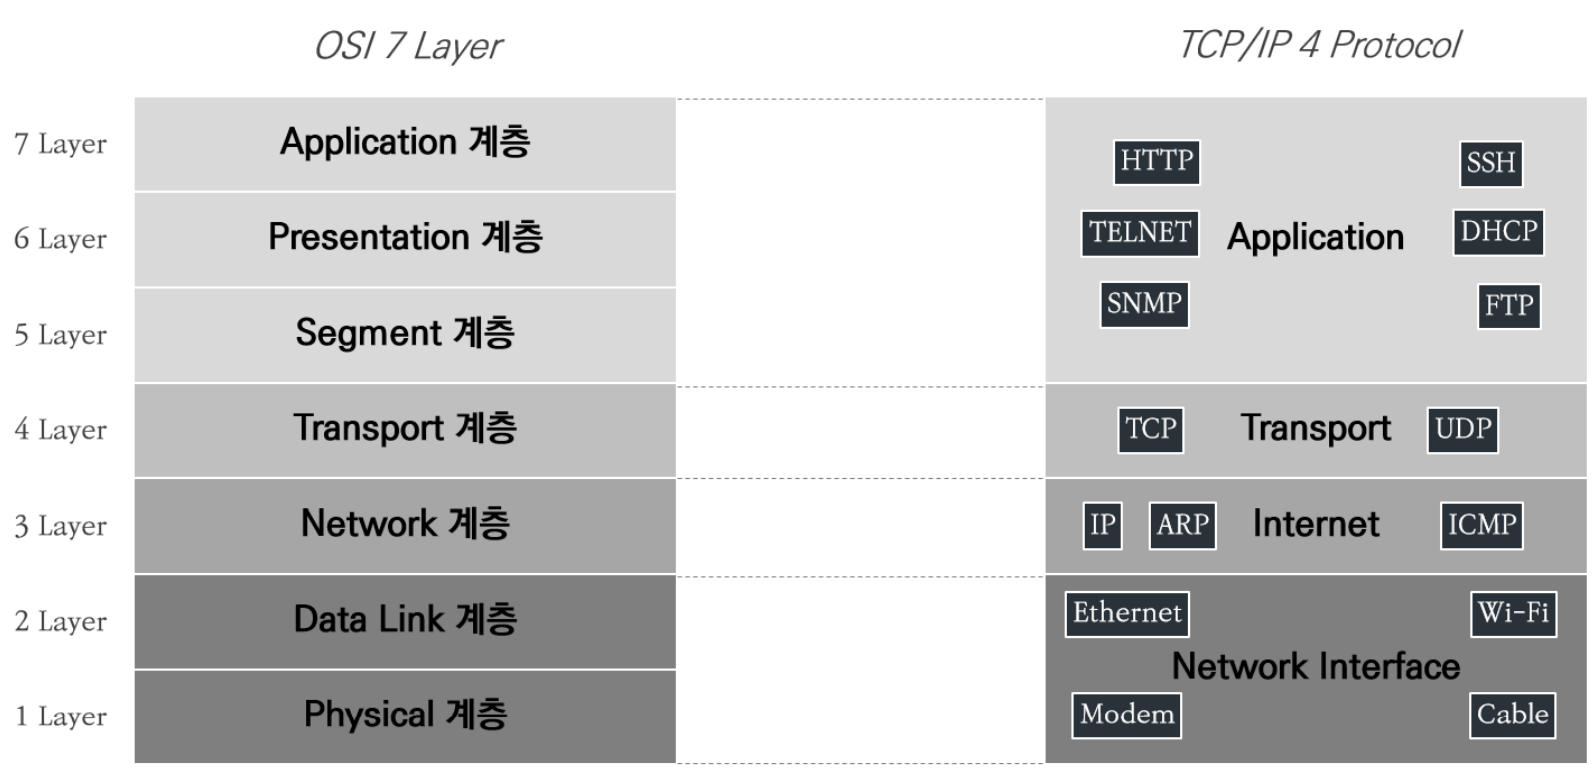 OSI 7 Layer
TCP/IP 4 Protocol
7 Layer
Application 계층
6 Layer
Presentation 계층
5 Layer
Segment 계층
4 Layer
Transport 계층
3 Layer
Network 계층
2 Layer
Data Link 계층
1 Layer
Physical 계층
HTTP
SSH
TELNET
Application
DHCP
SNMP
FTP
TCP
Transport
UDP
IP
ARP
Internet
ICMP
Ethernet
Wi-Fi
Network Interface
Modem
Cable